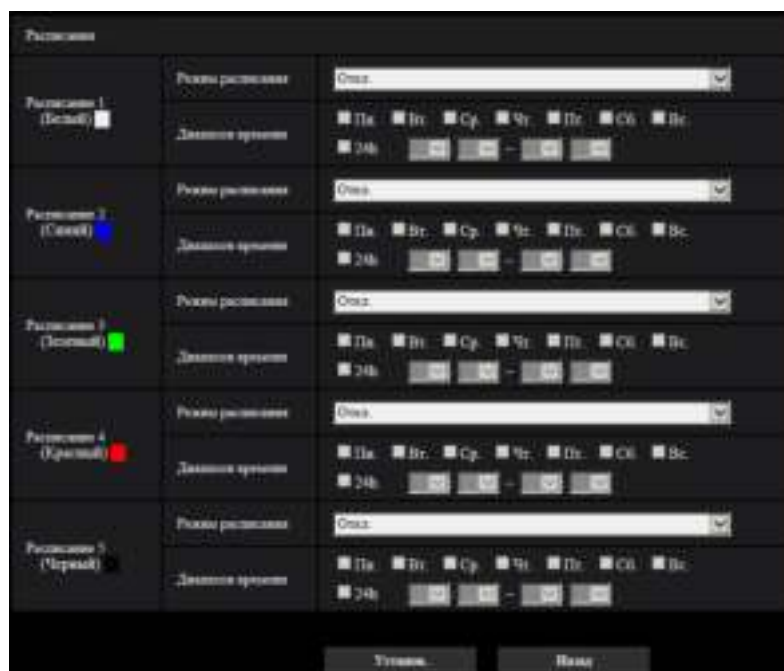 Расписания
Расписание 1
(Белый)
Режим расписания
Откл.
Диапазон времени
Пн. Вт. Ср. Чт. Пт. Сб. Вс.
24h –
Расписание 2
(Синий)
Режим расписания
Откл.
Диапазон времени
Пн. Вт. Ср. Чт. Пт. Сб. Вс.
24h –
Расписание 3
(Зеленый)
Режим расписания
Откл.
Диапазон времени
Пн. Вт. Ср. Чт. Пт. Сб. Вс.
24h –
Расписание 4
(Красный)
Режим расписания
Откл.
Диапазон времени
Пн. Вт. Ср. Чт. Пт. Сб. Вс.
24h –
Расписание 5
(Черный)
Режим расписания
Откл.
Диапазон времени
Пн. Вт. Ср. Чт. Пт. Сб. Вс.
24h –
Установ. Назад